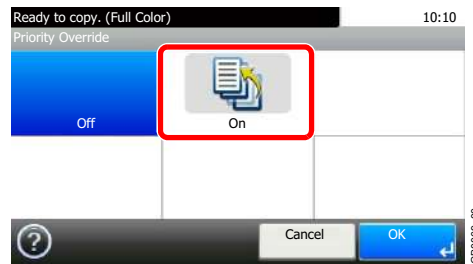 Ready to copy. (Full Color) 10:10
Priority Override
Off On
Cancel OK